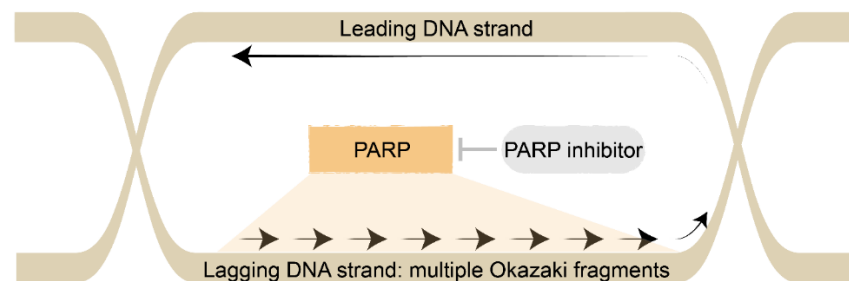 Leading DNA strand
PARP
PARP inhibitor
Lagging DNA strand: multiple Okazaki fragments